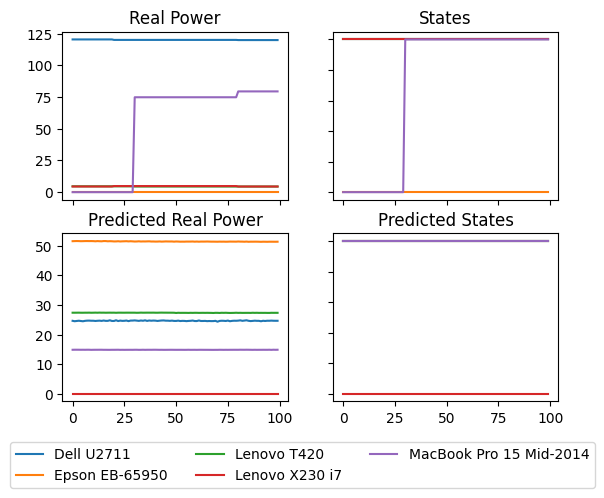 Real Power
States
125
100
75
50
25
0
Predicted Real Power
Predicted States
50
40
30
20
10
0
0 25 50 75 100
0 25 50 75 100
Dell U2711
Epson EB-65950
Lenovo T420
Lenovo X230 i7
MacBook Pro 15 Mid-2014